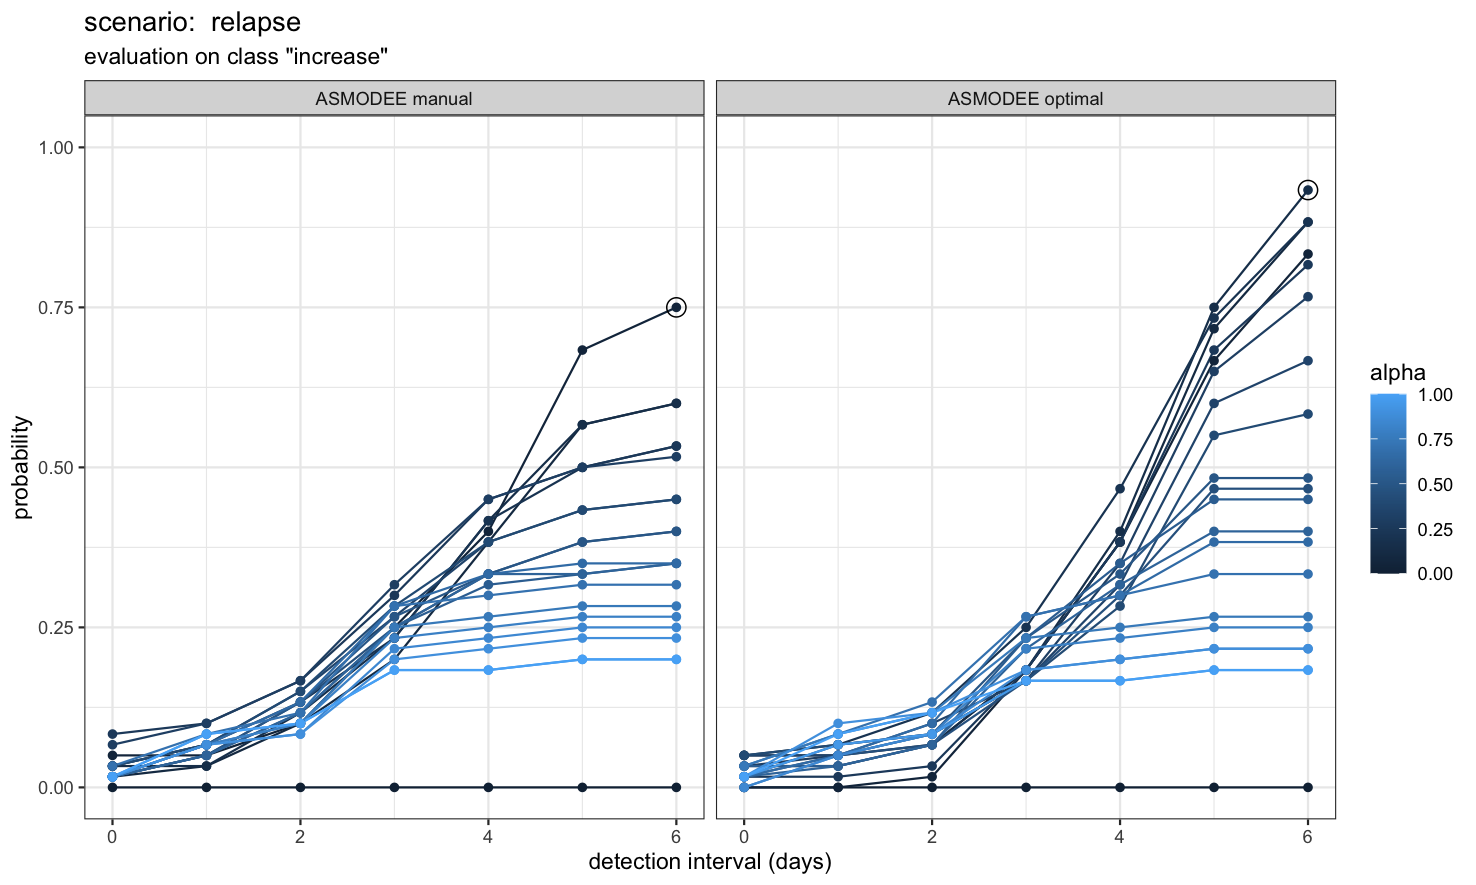 scenario:  relapse
evaluation on class "increase"
ASMODEE manual
ASMODEE optimal
1.00
0.75
0.50
0.25
0.00
probability
0
2
4
6
0
2
4
6
detection interval (days)
alpha
1.00
0.75
0.50
0.25
0.00